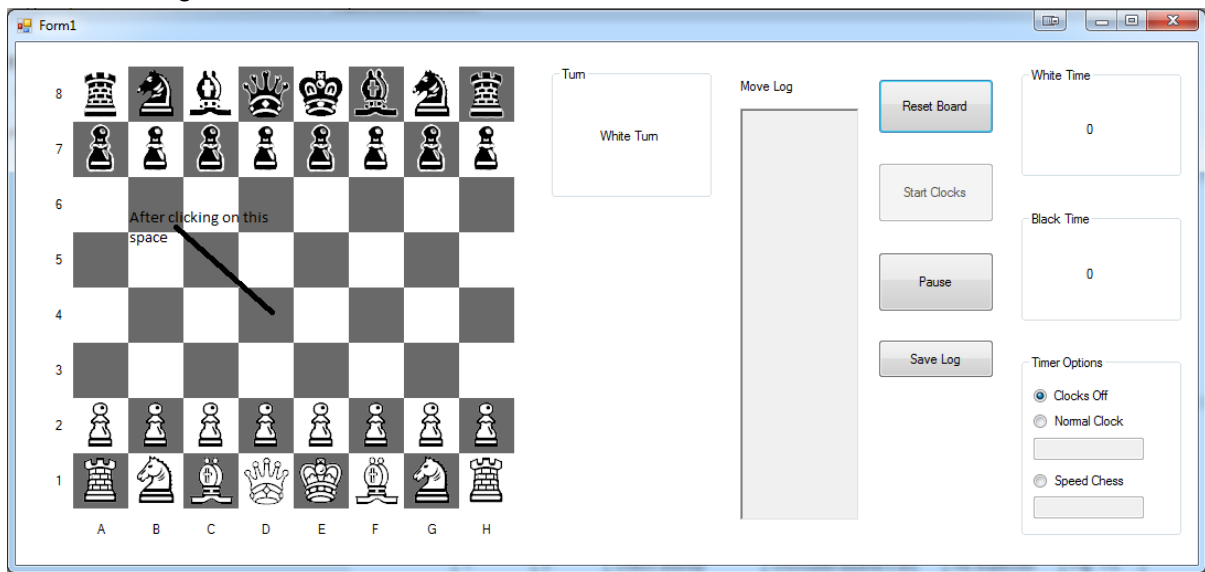 Form1
8
7
6
5
4
3
2
1
A B C D E F G H
After clicking on this
space
Turn
White Turn
Move Log
Reset Board
Start Clocks
Pause
Save Log
White Time
0
Black Time
0
Timer Options
Clocks Off
Normal Clock
Speed Chess